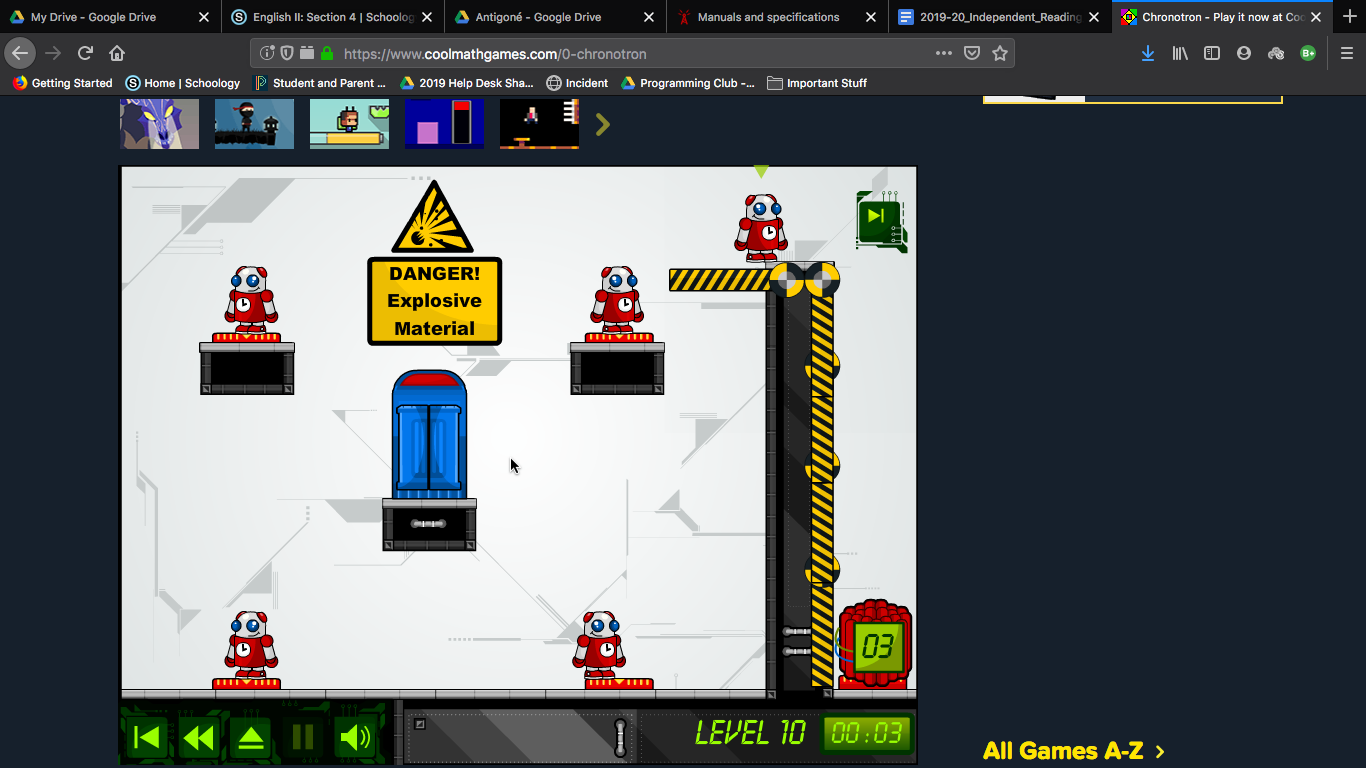 My Drive - Google Drive
English II: Section 4 | Schoolog
Antigoné - Google Drive
Manuals and specifications
2019-20_Independent_Reading
Chronotron - Play it now at Coo
https://www.coolmathgames.com/0-chronotron
B+
Getting Started
Home | Schoology
Student and Parent ...
2019 Help Desk Sha...
Incident
Programming Club -...
Important Stuff
DANGER!
Explosive
Material
03
LEVEL 10
00:03
All Games A-Z